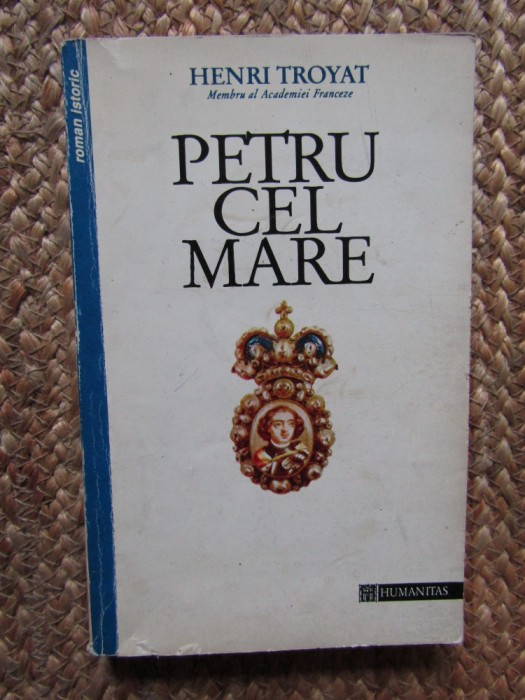 roman istoric
HENRI TROYAT
Membru al Academiei Franceze
PETRU
CEL
MARE
HUMANITAS